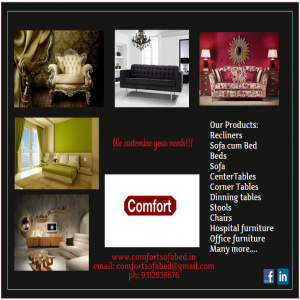 We customize your needs!!!
Comfort
Our Products:
Recliners
Sofa cum Bed
Beds
Sofa
CenterTables
Corner Tables
Dinning tables
Stools
Chairs
Hospital furniture
Office furniture
Many more....
www.comfortsofabed.in
email: comfortsofabed@gmail.com
ph: 9312836676
f in